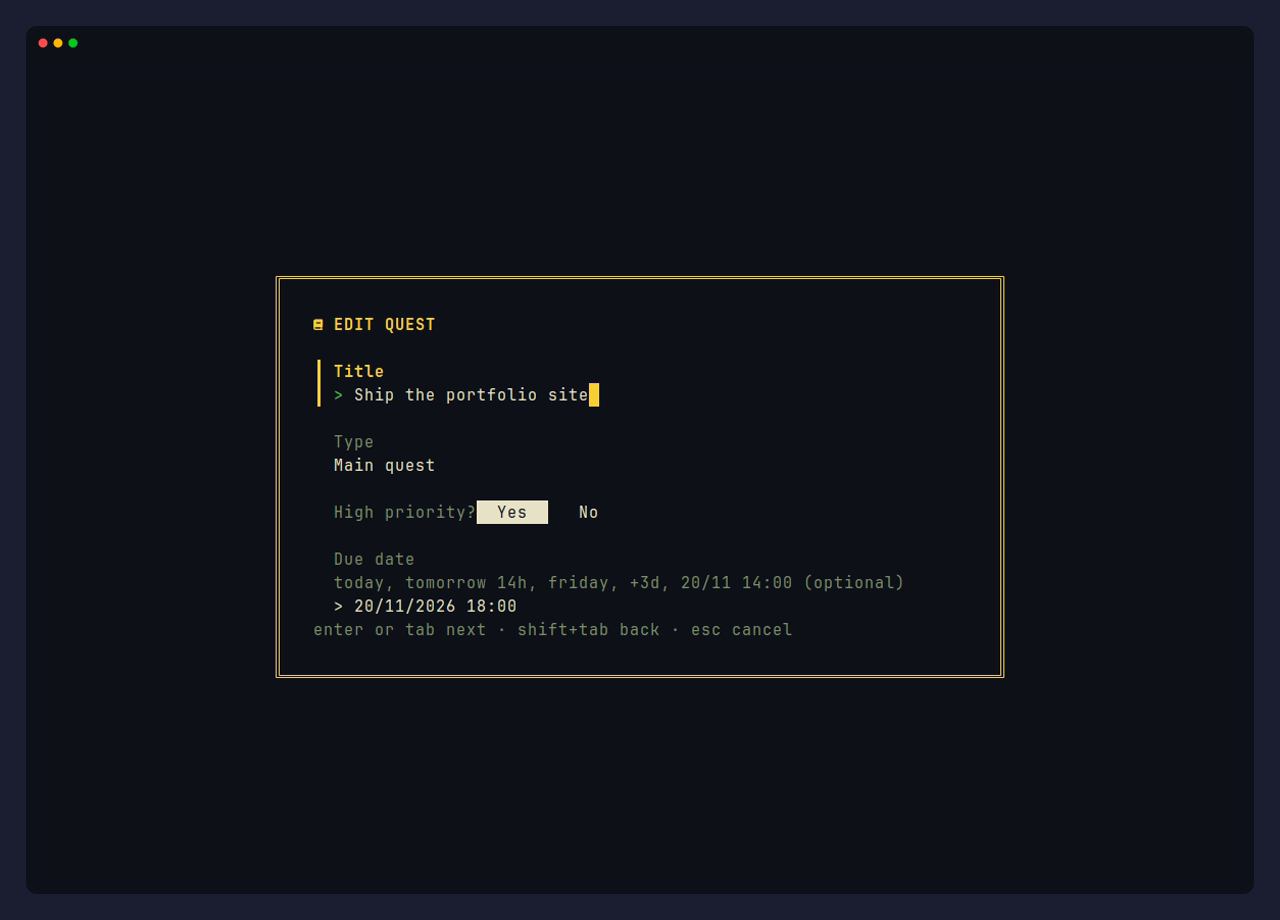 EDIT QUEST
Title
> Ship the portfolio site
Type
Main quest
High priority? Yes No
Due date
today, tomorrow 14h, friday, +3d, 20/11 14:00 (optional)
> 20/11/2026 18:00
enter or tab next · shift+tab back · esc cancel